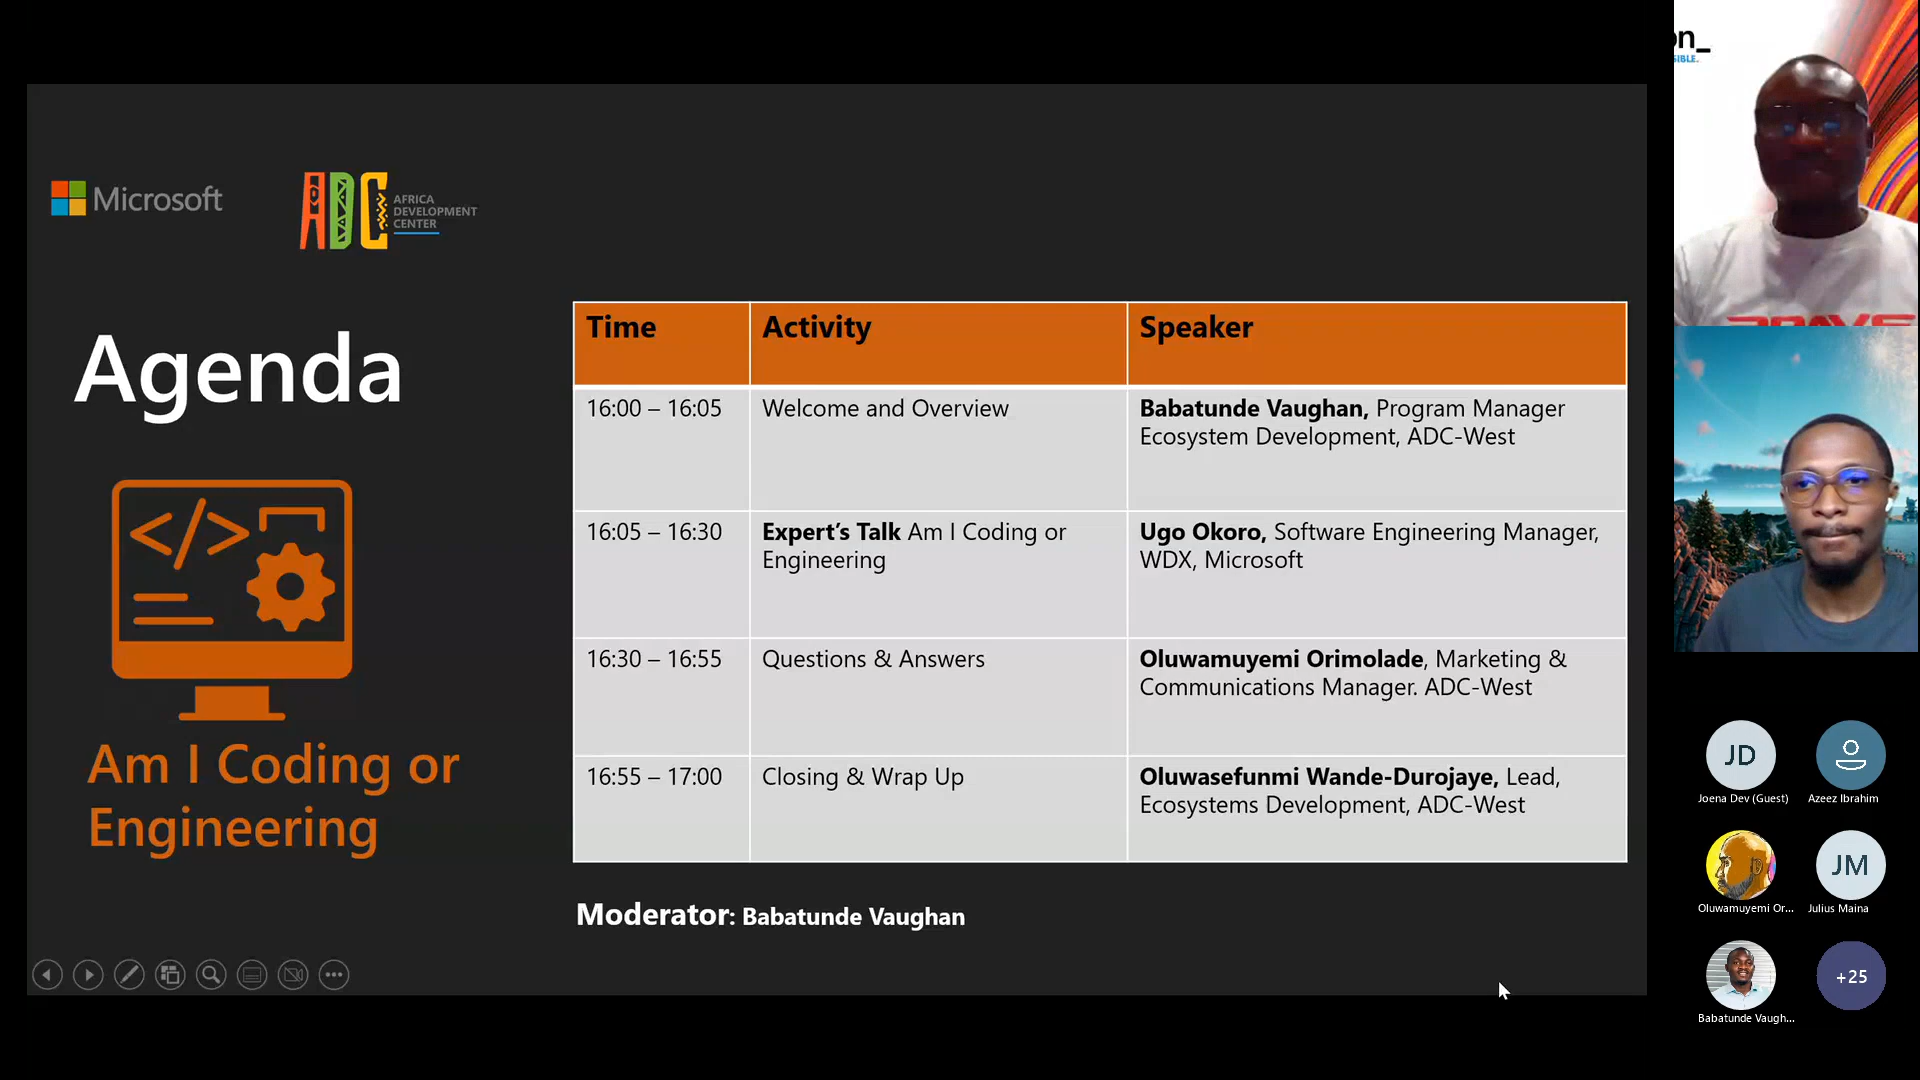 Microsoft
ADC
AFRICA
DEVELOPMENT
CENTER
Agenda
Am I Coding or
Engineering
Time
Activity
Speaker
16:00 – 16:05
Welcome and Overview
Babatunde Vaughan, Program Manager
Ecosystem Development, ADC-West
16:05 – 16:30
Expert’s Talk Am I Coding or
Engineering
Ugo Okoro, Software Engineering Manager,
WDX, Microsoft
16:30 – 16:55
Questions & Answers
Oluwamuyemi Orimolade, Marketing &
Communications Manager. ADC-West
16:55 – 17:00
Closing & Wrap Up
Oluwasefunmi Wande-Durojaye, Lead,
Ecosystems Development, ADC-West
Moderator: Babatunde Vaughan
on_
SIBLE.
JD
Joena Dev (Guest)
Azeez Ibrahim
Oluwamuyemi Or...
JM
Julius Maina
Babatunde Vaugh...
+25